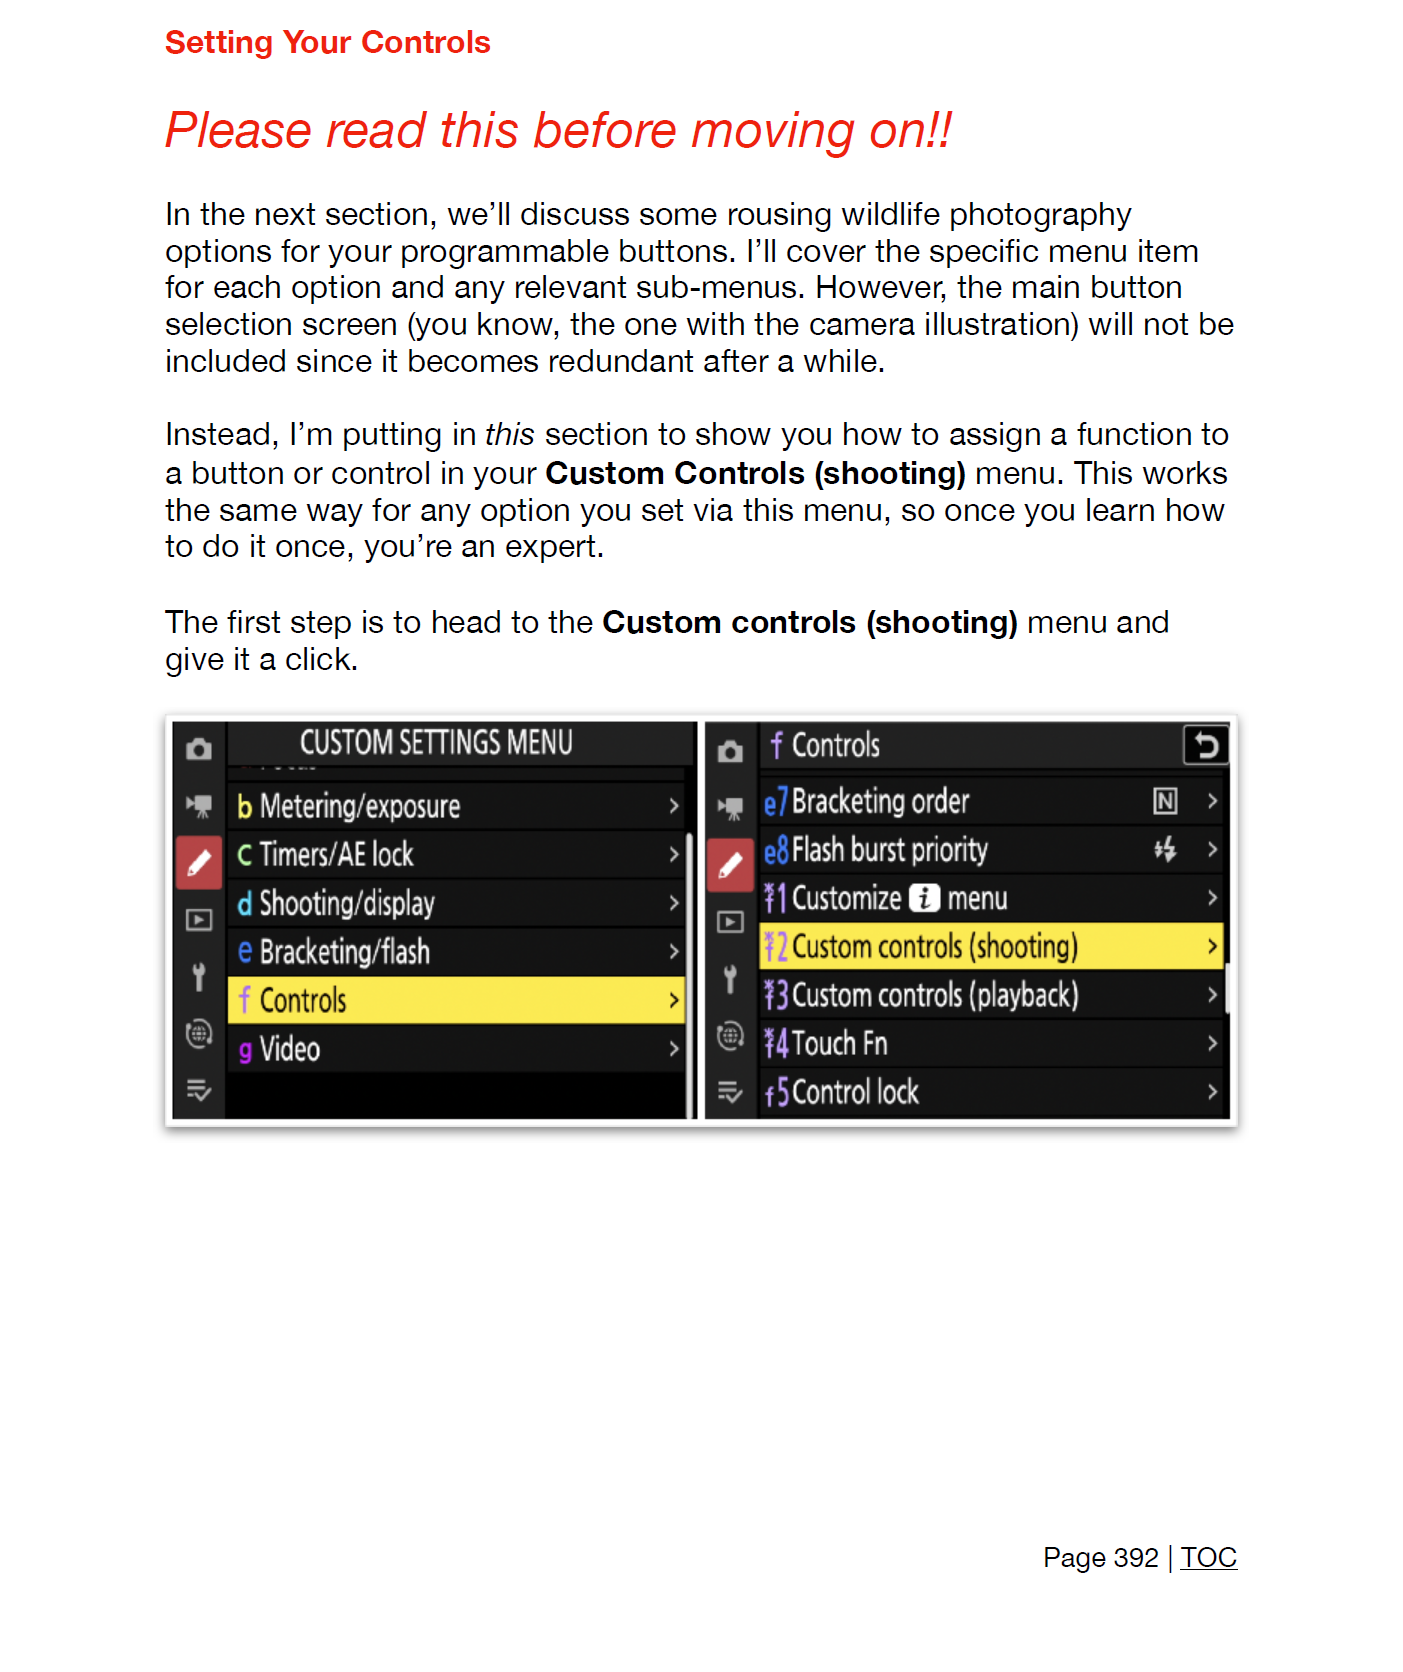 Setting Your Controls
Please read this before moving on!!
In the next section, we’ll discuss some rousing wildlife photography
options for your programmable buttons. I’ll cover the specific menu item
for each option and any relevant sub-menus. However, the main button
selection screen (you know, the one with the camera illustration) will not be
included since it becomes redundant after a while.
Instead, I’m putting in this section to show you how to assign a function to
a button or control in your Custom Controls (shooting) menu. This works
the same way for any option you set via this menu, so once you learn how
to do it once, you’re an expert.
The first step is to head to the Custom controls (shooting) menu and
give it a click.
CUSTOM SETTINGS MENU
b Metering/exposure
c Timers/AE lock
d Shooting/display
e Bracketing/flash
f Controls
g Video
f Controls
e7 Bracketing order N
e8 Flash burst priority
*f1 Customize i menu
*f2 Custom controls (shooting)
*f3 Custom controls (playback)
*f4 Touch Fn
f5 Control lock
Page 392 | TOC